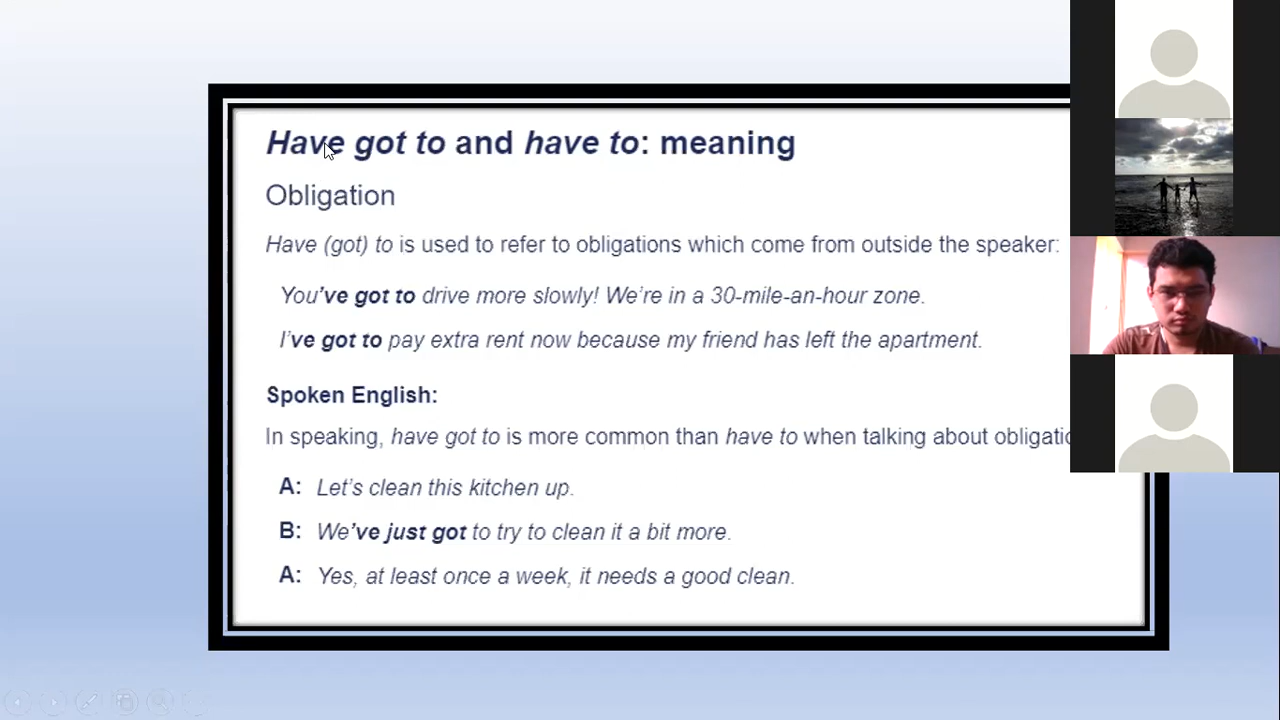 Have got to and have to: meaning
Obligation
Have (got) to is used to refer to obligations which come from outside the speaker:
You've got to drive more slowly! We're in a 30-mile-an-hour zone.
I've got to pay extra rent now because my friend has left the apartment.
Spoken English:
In speaking, have got to is more common than have to when talking about obligatio
A: Let's clean this kitchen up.
B: We've just got to try to clean it a bit more.
A: Yes, at least once a week, it needs a good clean.